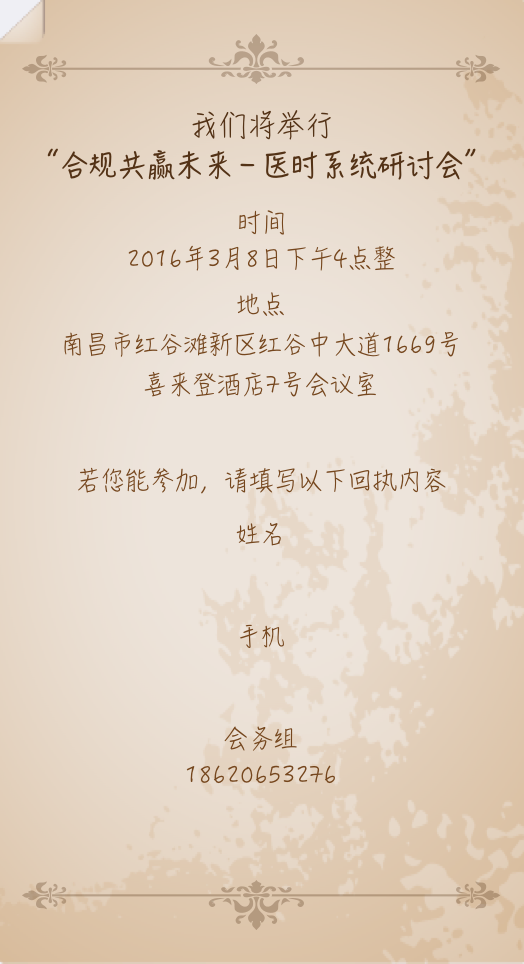 我们将举行
“合规共赢未来－医时系统研讨会”
时间
2016年3月8日下午4点整
地点
南昌市红谷滩新区红谷中大道1669号
喜来登酒店7号会议室
若您能参加，请填写以下回执内容
姓名
手机
会务组
18620653276